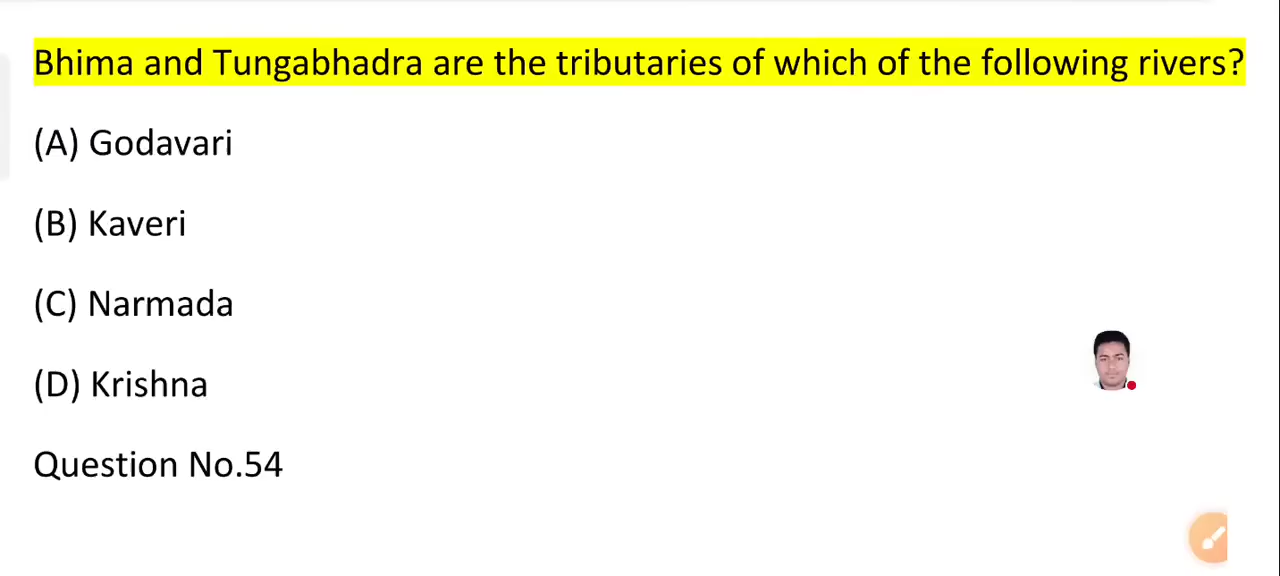 Bhima and Tungabhadra are the tributaries of which of the following rivers?
(A) Godavari
(B) Kaveri
(C) Narmada
(D) Krishna
Question No.54